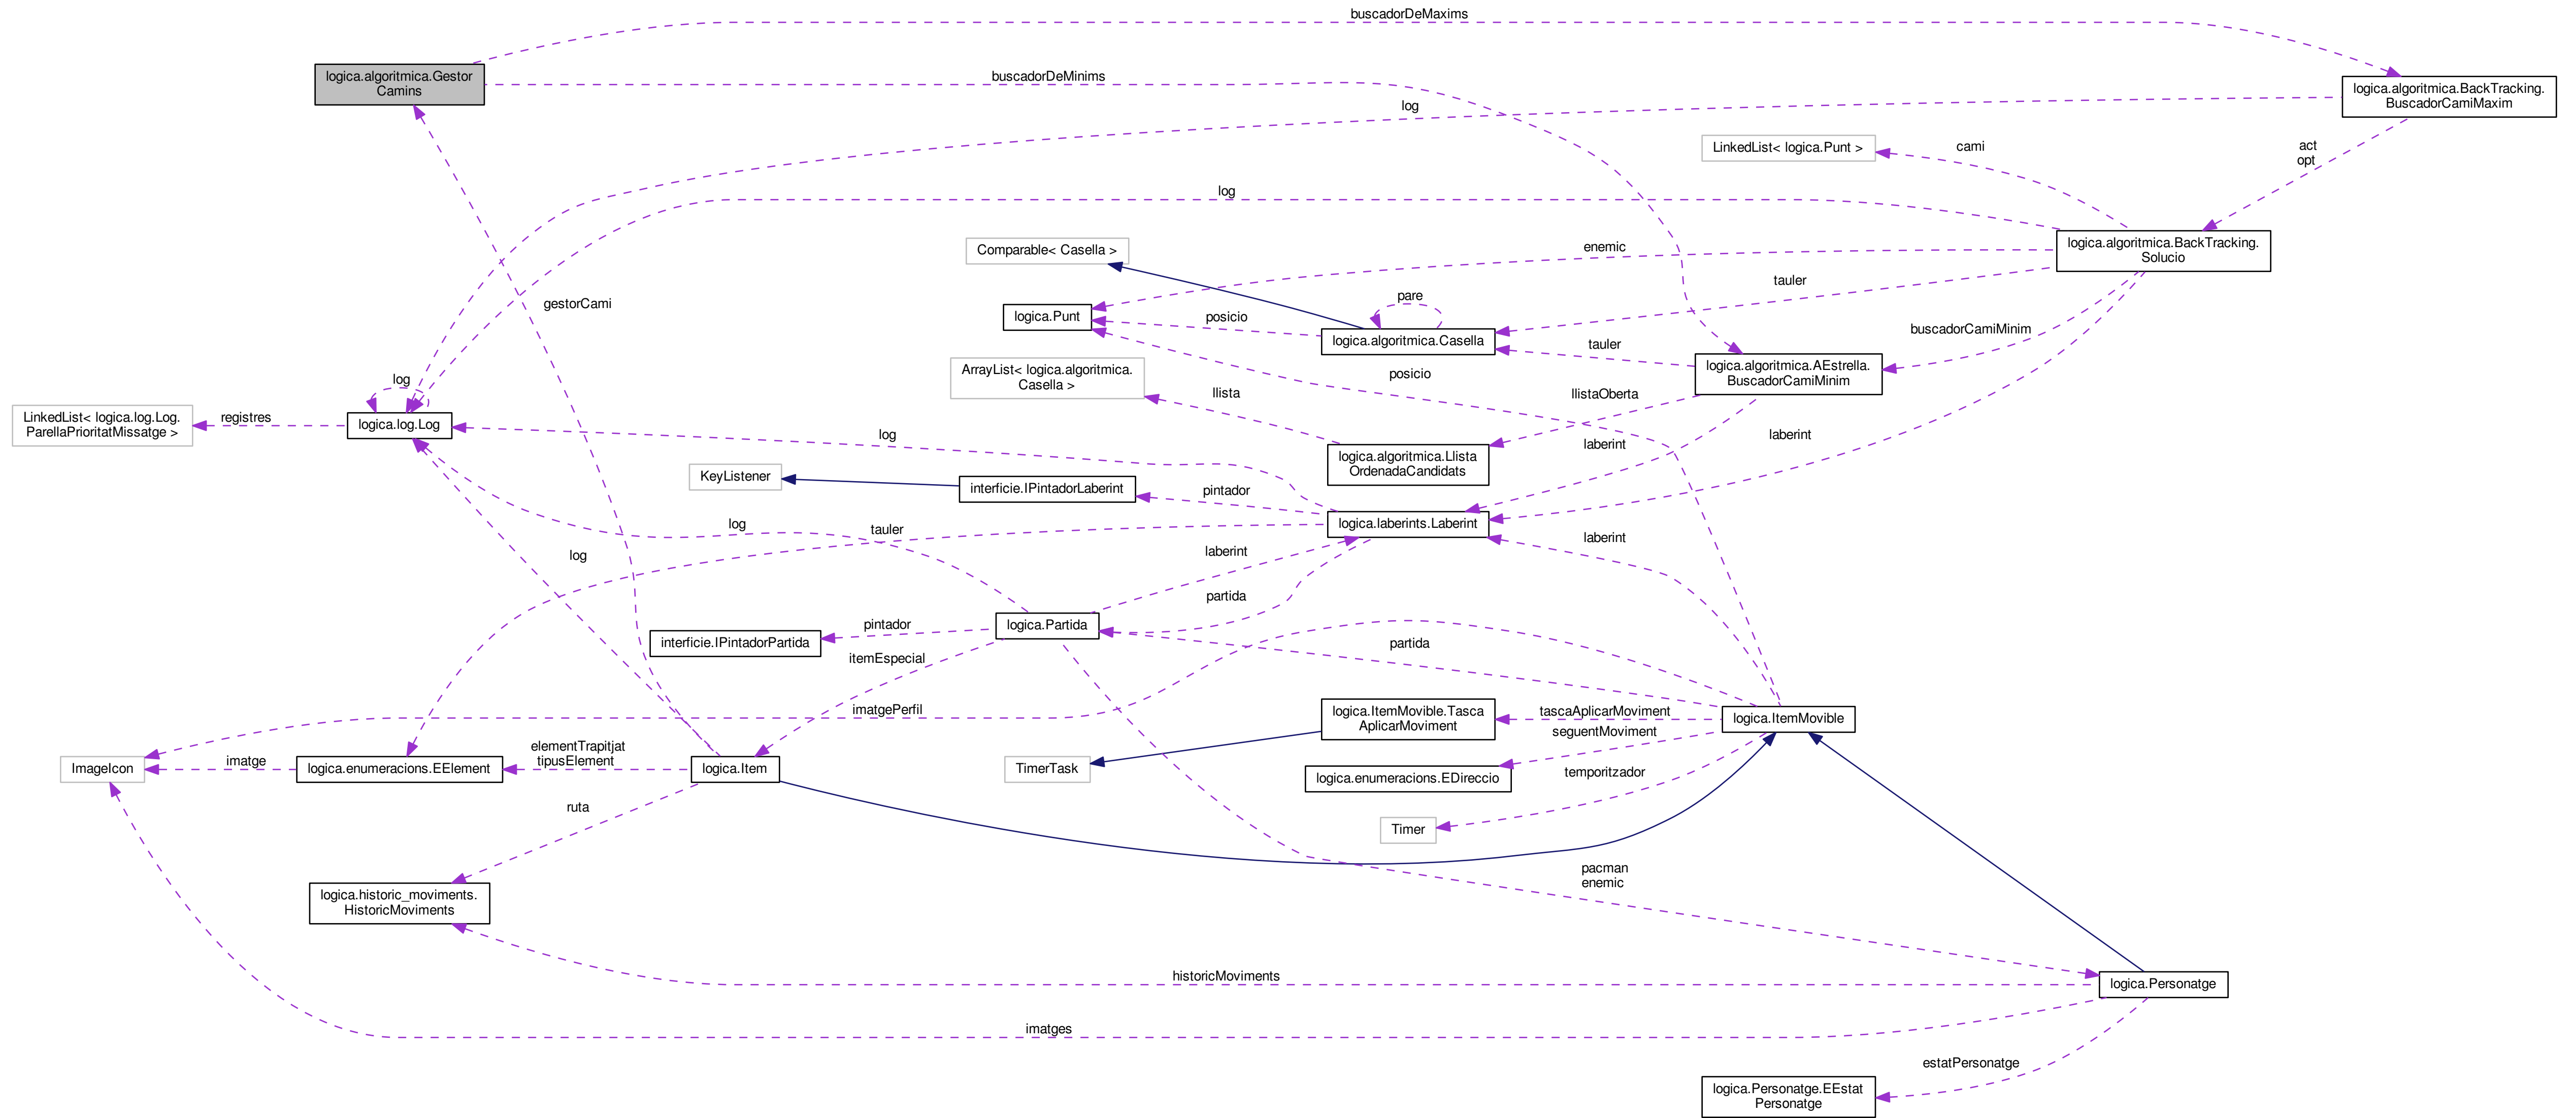 buscadorDeMaxims
logica.algoritmica.Gestor
Camins
buscadorDeMinims
logica.algoritmica.BackTracking.
BuscadorCamiMaxim
log
LinkedList< logica.Punt >
cami
act
opt
log
Comparable< Casella >
enemic
logica.algoritmica.BackTracking.
Solucio
tauler
gestorCami
pare
logica.Punt
posicio
logica.algoritmica.Casella
buscadorCamiMinim
tauler
ArrayList< logica.algoritmica.
Casella >
posicio
logica.algoritmica.AEstrella.
BuscadorCamiMinim
log
llista
llistaOberta
LinkedList< logica.log.Log.
ParellaPrioritatMissatge >
registres
logica.log.Log
log
laberint
laberint
logica.algoritmica.Llista
OrdenadaCandidats
KeyListener
interficie.IPintadorLaberint
pintador
logica.laberints.Laberint
log
tauler
log
laberint
laberint
partida
logica.Partida
pintador
interficie.IPintadorPartida
itemEspecial
partida
imatgePerfil
logica.ItemMovible.Tasca
AplicarMoviment
tascaAplicarMoviment
seguentMoviment
logica.ItemMovible
ImageIcon
imatge
logica.enumeracions.EElement
elementTrapitjat
tipusElement
logica.Item
TimerTask
logica.enumeracions.EDireccio
temporitzador
ruta
Timer
pacman
enemic
logica.historic_moviments.
HistoricMoviments
historicMoviments
logica.Personatge
imatges
estatPersonatge
logica.Personatge.EEstat
Personatge